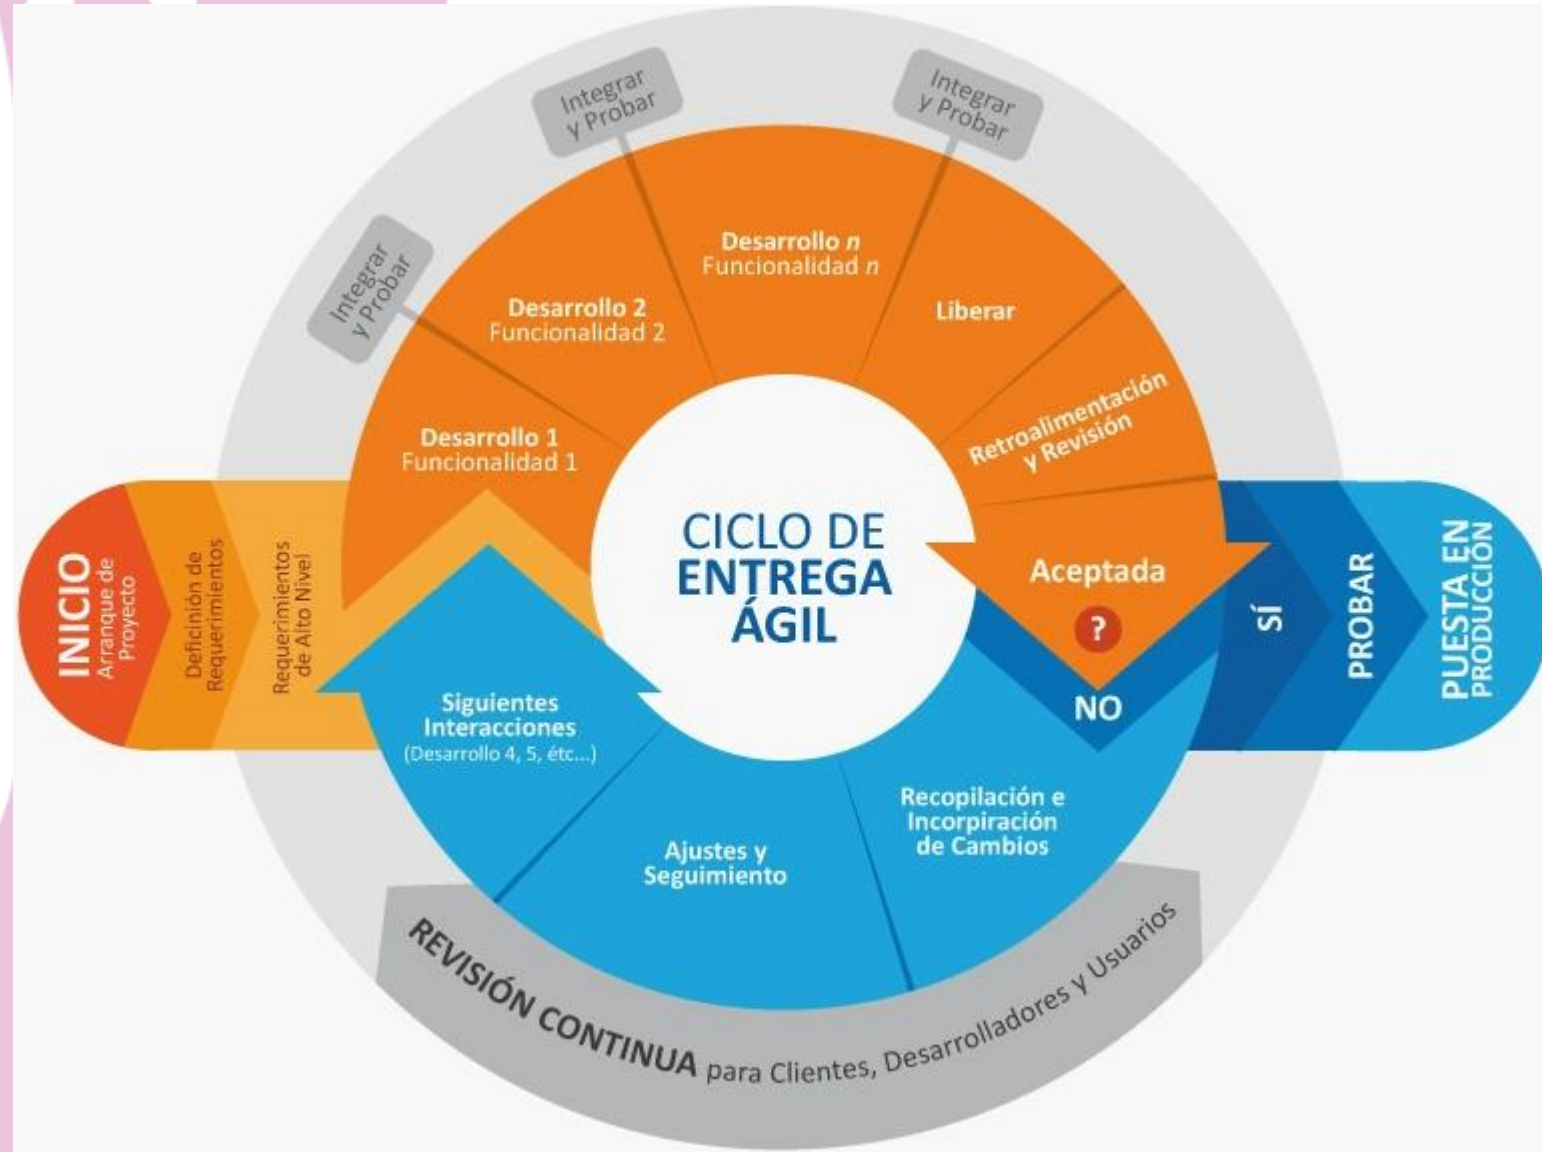 INICIO
Arranque de
Proyecto
Deficinión de
Requerimientos
Requerimientos
de Alto Nivel
Desarrollo 1
Funcionalidad 1
Integrar
y Probar
Desarrollo 2
Funcionalidad 2
Integrar
y Probar
Desarrollo n
Funcionalidad n
Integrar
y Probar
Liberar
Retroalimentación
y Revisión
Aceptada
?
NO
SÍ
PROBAR
PUESTA EN
PRODUCCIÓN
Recopilación e
Incorpiración
de Cambios
Ajustes y
Seguimiento
Siguientes
Interacciones
(Desarrollo 4, 5, étc...)
CICLO DE
ENTREGA
ÁGIL
REVISIÓN CONTINUA para Clientes, Desarrolladores y Usuarios